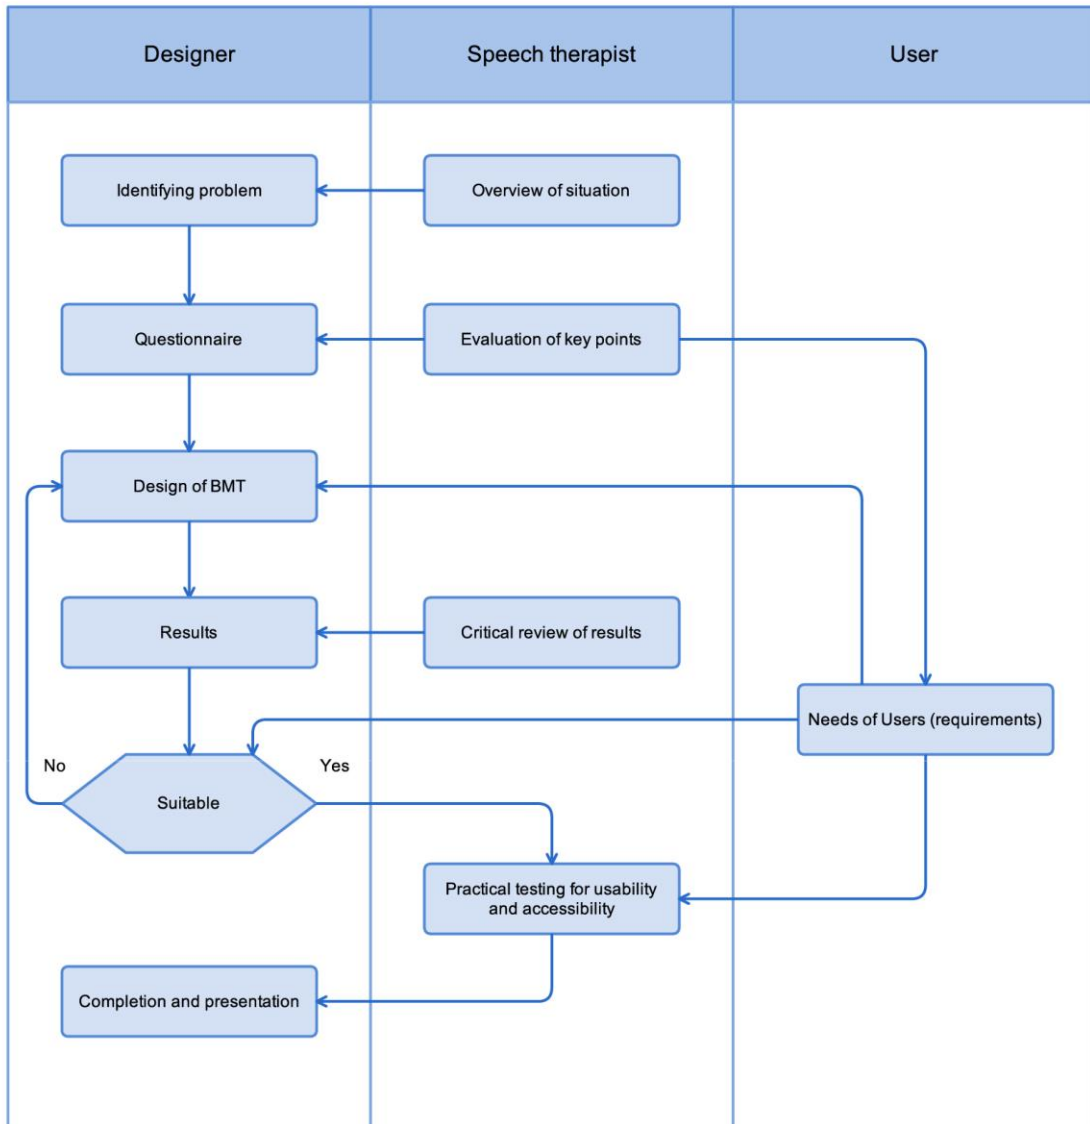 Designer
Speech therapist
User
Identifying problem
Overview of situation
Questionnaire
Evaluation of key points
Design of BMT
Results
Critical review of results
Needs of Users (requirements)
No
Yes
Suitable
Practical testing for usability
and accessibility
Completion and presentation